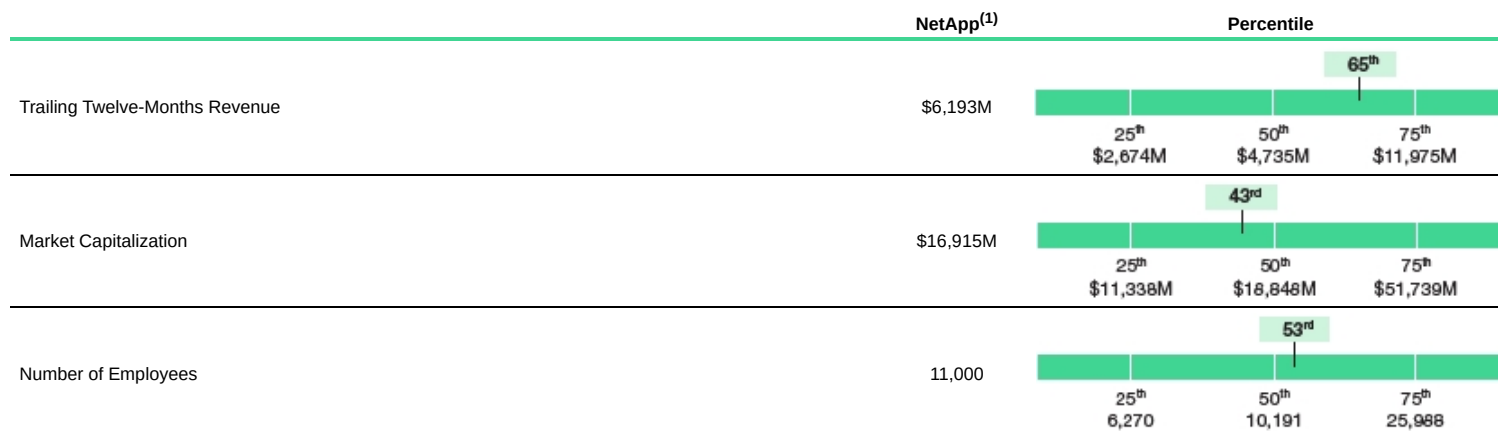 NetApp(1) Percentile
65th
Trailing Twelve-Months Revenue $6,193M
25th 50th 75th
$2,674M $4,735M $11,975M
43rd
Market Capitalization $16,915M
25th 50th 75th
$11,338M $18,848M $51,739M
53rd
Number of Employees 11,000
25th 50th 75th
6,270 10,191 25,988